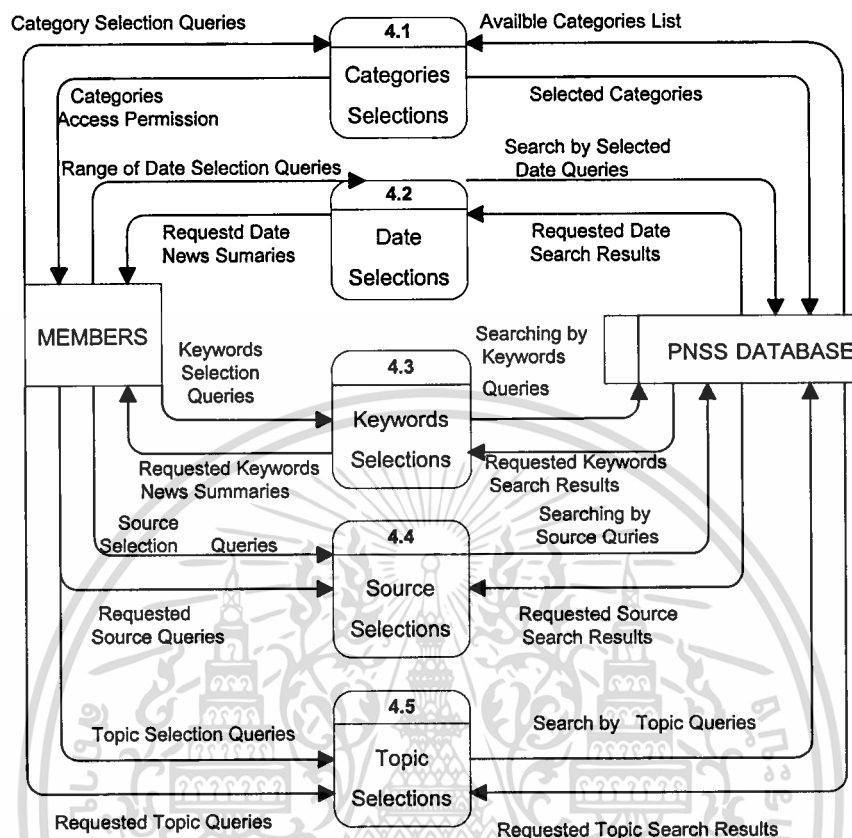 Category Selection Queries
4.1
Availble Categories List
Categories
Selections
Categories
Access Permission
Selected Categories
Range of Date Selection Queries
Search by Selected
Date Queries
4.2
Date
Selections
Requestd Date
News Sumaries
Requested Date
Search Results
MEMBERS
PNSS DATABASE
Keywords
Selection
Queries
4.3
Keywords
Selections
Searching by
Keywords
Queries
Requested Keywords
News Summaries
Requested Keywords
Search Results
Source
Selection Queries
4.4
Source
Selections
Searching by
Source Quries
Requested
Source Queries
Requested Source
Search Results
4.5
Topic
Selections
Topic Selection Queries
Search by Topic Queries
Requested Topic Queries
Requested Topic Search Results